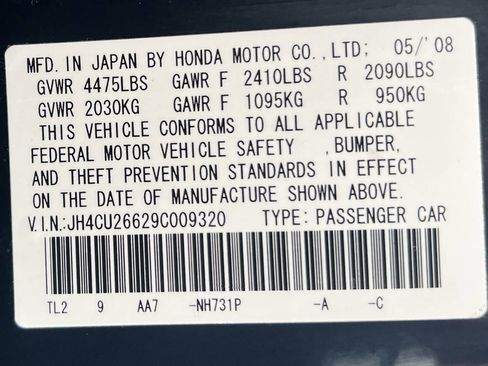 MFD. IN JAPAN BY HONDA MOTOR CO.,LTD; 05/'08
GVWR 4475LBS GAWR F 2410LBS R 2090LBS
GVWR 2030KG GAWR F 1095KG R 950KG
THIS VEHICLE CONFORMS TO ALL APPLICABLE
FEDERAL MOTOR VEHICLE SAFETY ,BUMPER,
AND THEFT PREVENTION STANDARDS IN EFFECT
ON THE DATE OF MANUFACTURE SHOWN ABOVE.
V.I.N:JH4CU26629C009320 TYPE: PASSENGER CAR
TL2 9 AA7 -NH731P -A -C